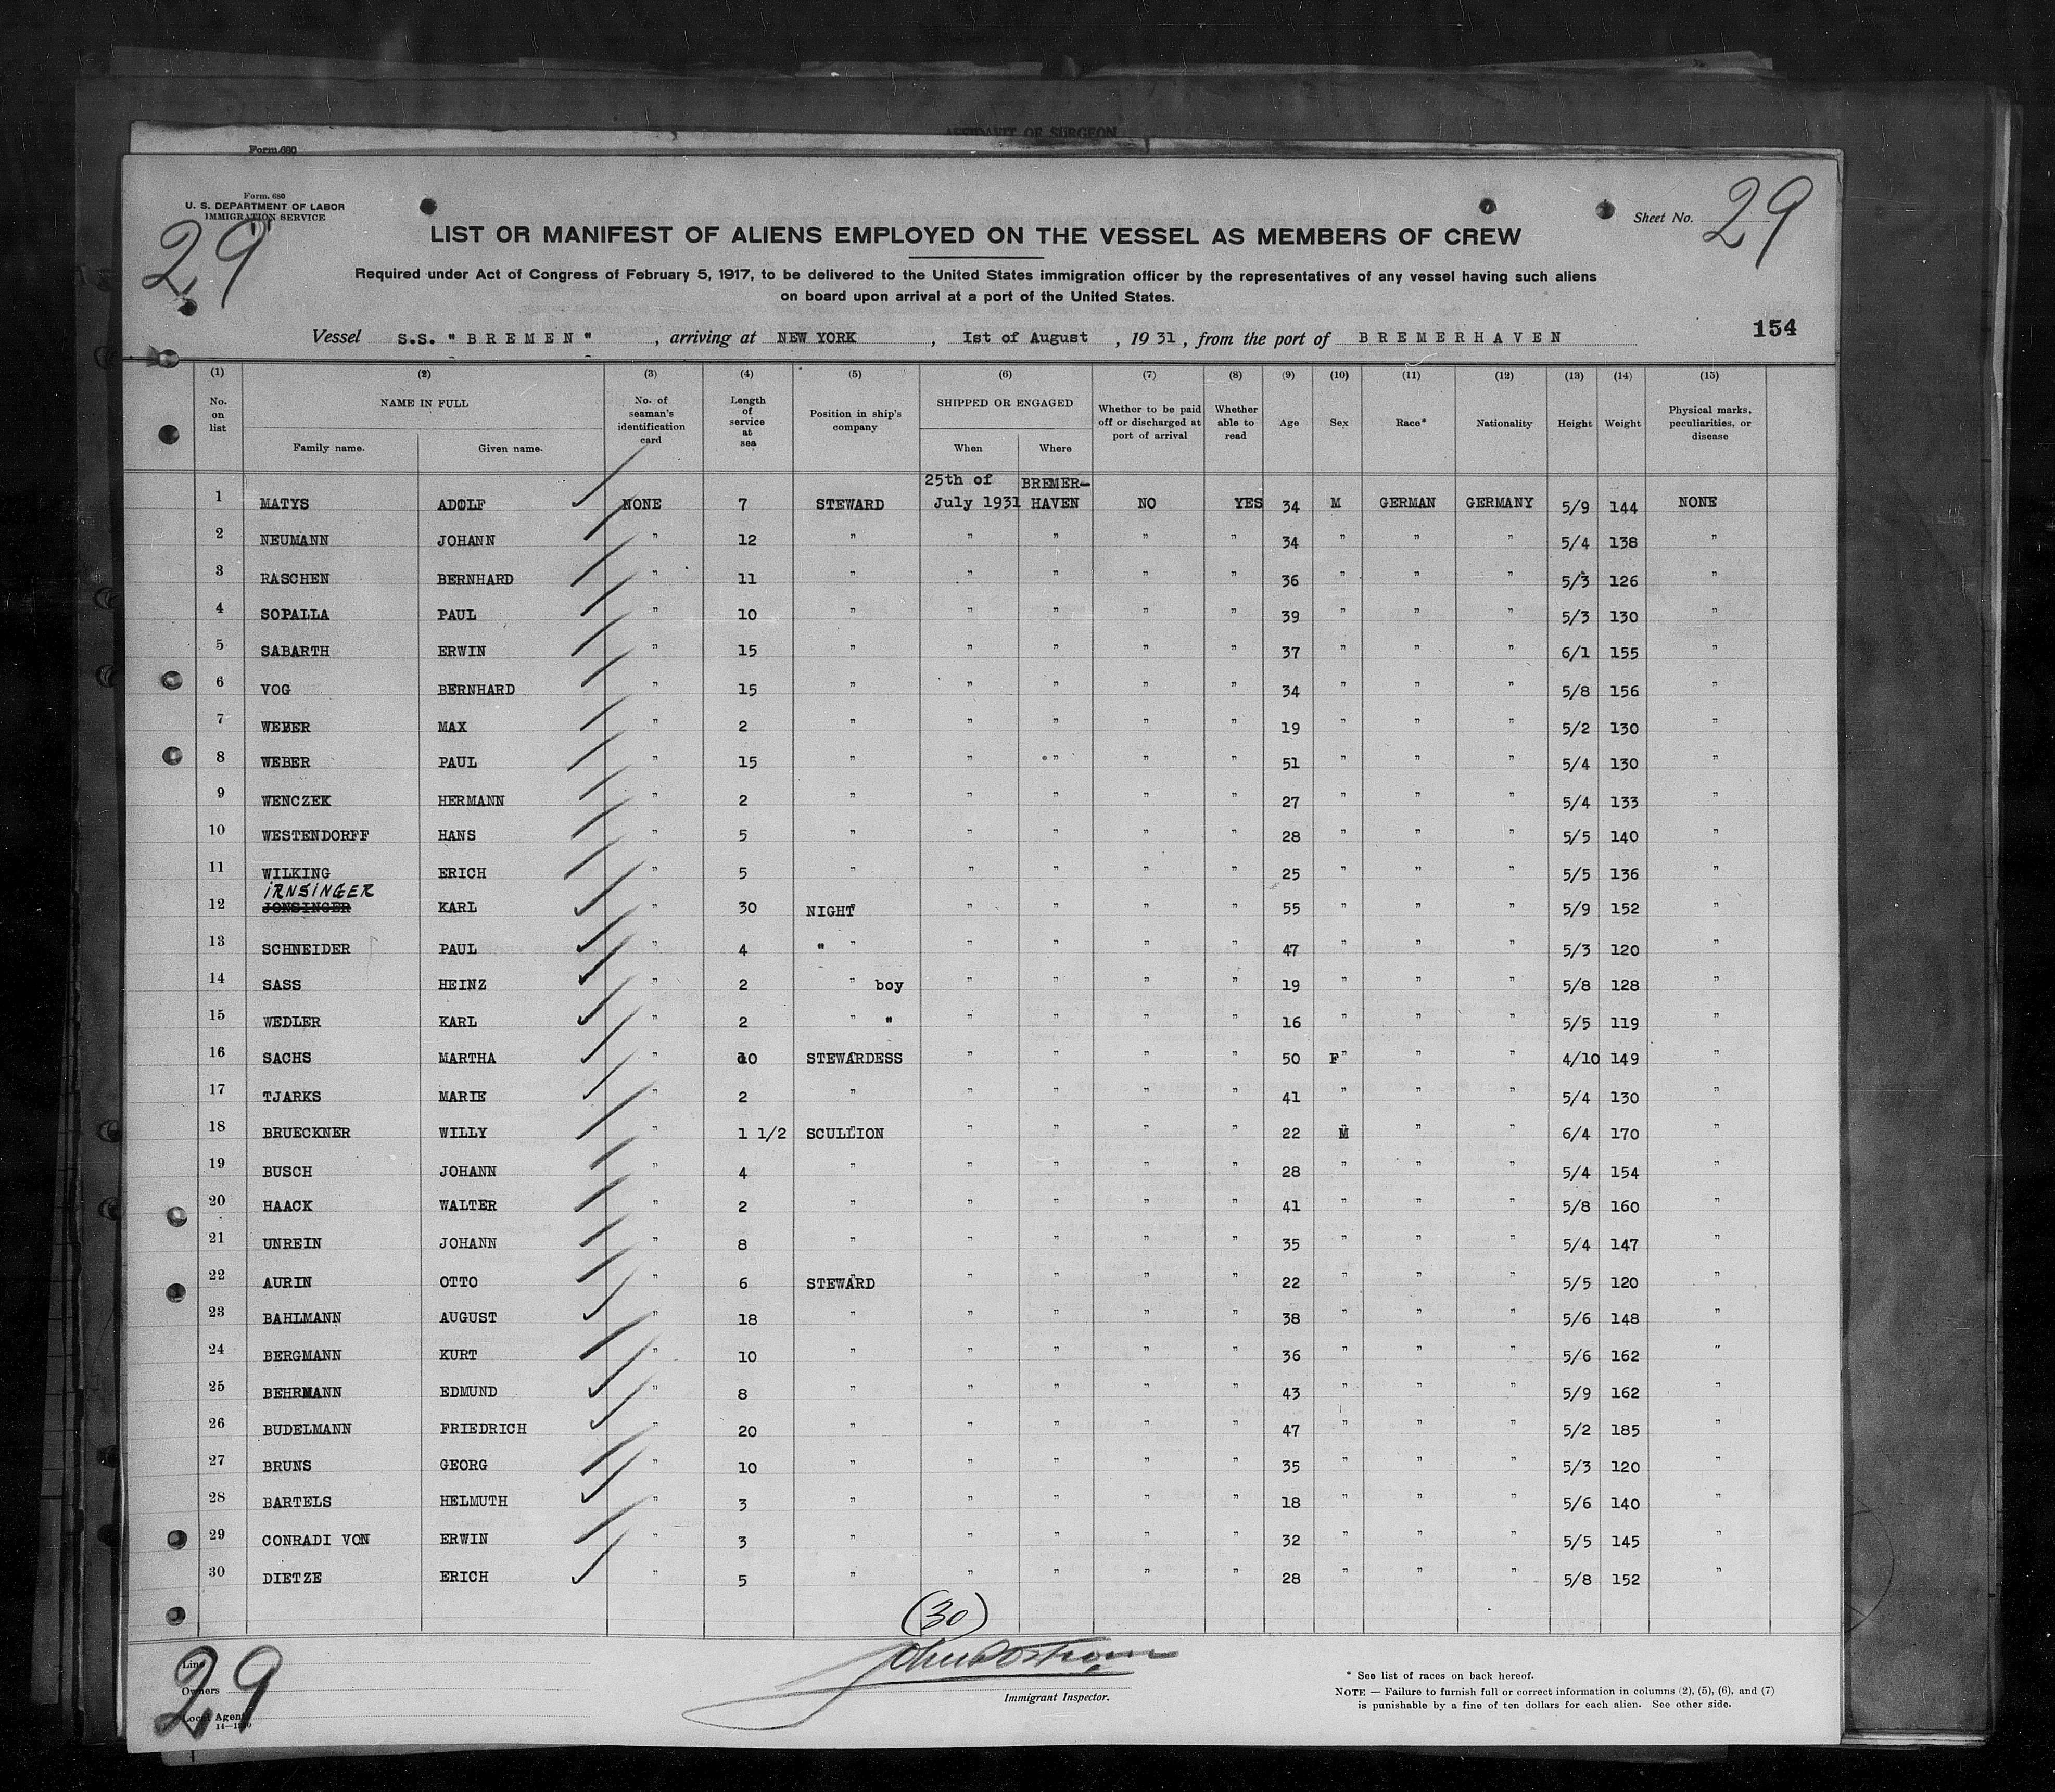 AFFIDAVIT OF SURGEON
Form 680
Form. 680
U. S. DEPARTMENT OF LABOR
IMMIGRATION SERVICE
29
Sheet No. 29
LIST OR MANIFEST OF ALIENS EMPLOYED ON THE VESSEL AS MEMBERS OF CREW
Required under Act of Congress of February 5, 1917, to be delivered to the United States immigration officer by the representatives of any vessel having such aliens
on board upon arrival at a port of the United States.
Vessel S.S. "BREMEN", arriving at NEW YORK, Ist of August, 1931, from the port of BREMERHAVEN
154
(1) (2) (3) (4) (5) (6) (7) (8) (9) (10) (11) (12) (13) (14) (15)
No. on list NAME IN FULL Family name. Given name. No. of seaman's identification card Length of service at sea Position in ship's company SHIPPED OR ENGAGED When Where Whether to be paid off or discharged at port of arrival Whether able to read Age Sex Race* Nationality Height Weight Physical marks, peculiarities, or disease
1 MATYS ADOLF NONE 7 STEWARD 25th of July 1931 BREMER-HAVEN NO YES 34 M GERMAN GERMANY 5/9 144 NONE
2 NEUMANN JOHANN " 12 " " " " " 34 " " " 5/4 138 "
3 RASCHEN BERNHARD " 11 " " " " " 36 " " " 5/3 126 "
4 SOPALLA PAUL " 10 " " " " " 39 " " " 5/3 130 "
5 SABARTH ERWIN " 15 " " " " " 37 " " " 6/1 155 "
6 VOG BERNHARD " 15 " " " " " 34 " " " 5/8 156 "
7 WEBER MAX " 2 " " " " " 19 " " " 5/2 130 "
8 WEBER PAUL " 15 " " " " " 51 " " " 5/4 130 "
9 WENCZEK HERMANN " 2 " " " " " 27 " " " 5/4 133 "
10 WESTENDORFF HANS " 5 " " " " " 28 " " " 5/5 140 "
11 WILKING ERICH " 5 " " " " " 25 " " " 5/5 136 "
IRNSINGER
12 JONSINGER KARL " 30 NIGHT " " " " " 55 " " " 5/9 152 "
13 SCHNEIDER PAUL " 4 " " " " " " 47 " " " 5/3 120 "
14 SASS HEINZ " 2 " boy " " " " 19 " " " 5/8 128 "
15 WEDLER KARL " 2 " " " " " " 16 " " " 5/5 119 "
16 SACHS MARTHA " 10 STEWARDESS " " " " 50 F " " " 4/10 149 "
17 TJARKS MARIE " 2 " " " " " 41 " " " 5/4 130 "
18 BRUECKNER WILLY " 1 1/2 SCULLION " " " " 22 M " " 6/4 170 "
19 BUSCH JOHANN " 4 " " " " " 28 " " " 5/4 154 "
20 HAACK WALTER " 2 " " " " " 41 " " " 5/8 160 "
21 UNREIN JOHANN " 8 " " " " " 35 " " " 5/4 147 "
22 AURIN OTTO " 6 STEWARD " " " " 22 " " " 5/5 120 "
23 BAHLMANN AUGUST " 18 " " " " " 38 " " " 5/6 148 "
24 BERGMANN KURT " 10 " " " " " 36 " " " 5/6 162 "
25 BEHRMANN EDMUND " 8 " " " " " 43 " " " 5/9 162 "
26 BUDELMANN FRIEDRICH " 20 " " " " " 47 " " " 5/2 185 "
27 BRUNS GEORG " 10 " " " " " 35 " " " 5/3 120 "
28 BARTELS HELMUTH " 3 " " " " " 18 " " " 5/6 140 "
29 CONRADI VON ERWIN " 3 " " " " " 32 " " " 5/5 145 "
30 DIETZE ERICH " 5 " " " " " 28 " " " 5/8 152 "
(30)
Line
Owners
Local Agent
29
Immigrant Inspector.
* See list of races on back hereof.
NOTE — Failure to furnish full or correct information in columns (2), (5), (6), and (7)
is punishable by a fine of ten dollars for each alien. See other side.